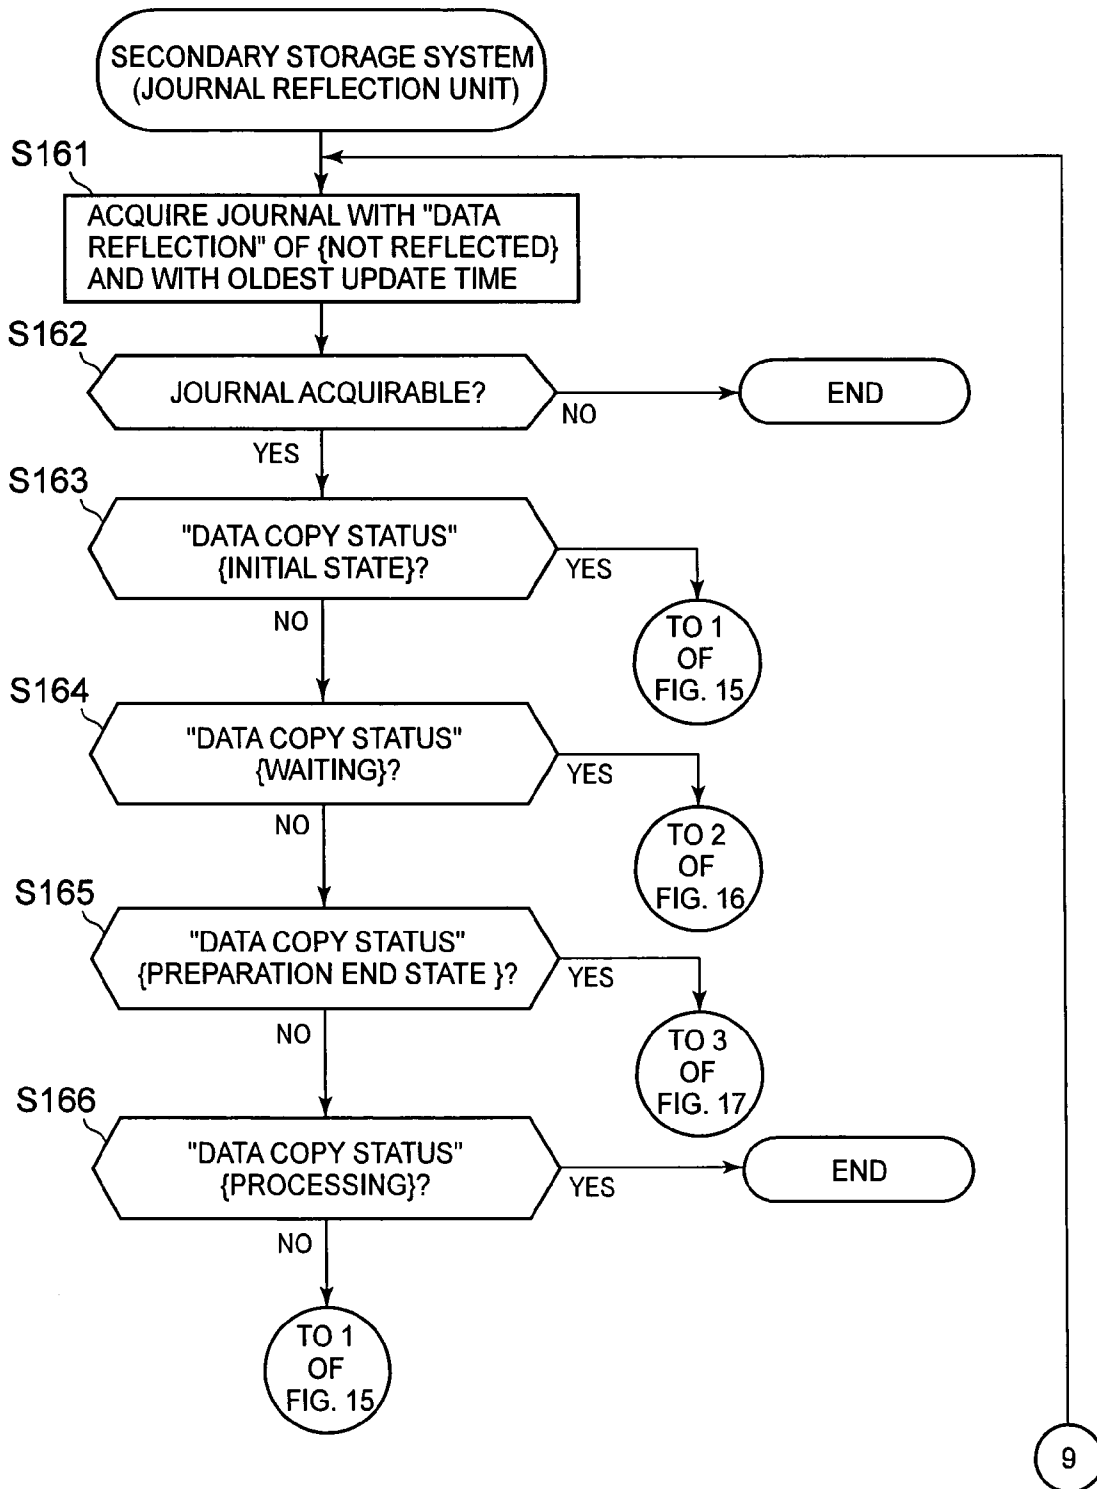 SECONDARY STORAGE SYSTEM
(JOURNAL REFLECTION UNIT)
S161
ACQUIRE JOURNAL WITH "DATA
REFLECTION" OF {NOT REFLECTED}
AND WITH OLDEST UPDATE TIME
S162
JOURNAL ACQUIRABLE?
NO
END
YES
S163
"DATA COPY STATUS"
{INITIAL STATE}?
YES
NO
TO 1
OF
FIG. 15
S164
"DATA COPY STATUS"
{WAITING}?
YES
NO
TO 2
OF
FIG. 16
S165
"DATA COPY STATUS"
{PREPARATION END STATE }?
YES
NO
TO 3
OF
FIG. 17
S166
"DATA COPY STATUS"
{PROCESSING}?
YES
END
NO
TO 1
OF
FIG. 15
9